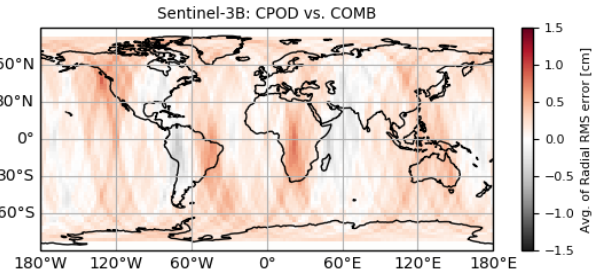 Sentinel-3B: CPOD vs. COMB
60°N
30°N
0°
30°S
60°S
180°W 120°W 60°W 0° 60°E 120°E 180°E
1.5
1.0
0.5
0.0
−0.5
−1.0
−1.5
Avg. of Radial RMS error [cm]